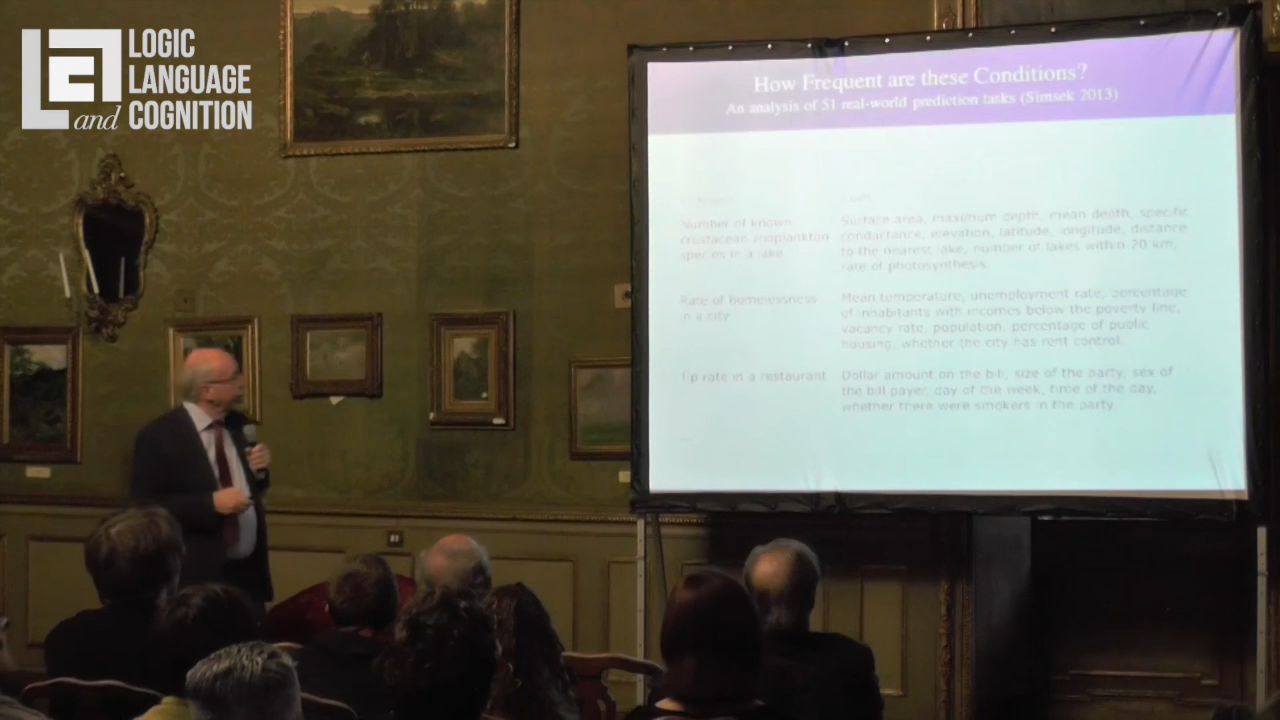 LOGIC
LANGUAGE
and COGNITION
How Frequent are these Conditions?
An analysis of 51 real-world prediction tasks (Simsek 2013)
Number of known
crustacean zooplankton
species in a lake
Surface area, maximum depth, mean depth, specific
conductance, elevation, latitude, longitude, distance
to the nearest lake, number of lakes within 20 km,
rate of photosynthesis
Rate of homelessness
in a city
Mean temperature, unemployment rate, percentage
of inhabitants with incomes below the poverty line,
vacancy rate, population, percentage of public
housing, whether the city has rent control
Tip rate in a restaurant
Dollar amount on the bill, size of the party, sex of
the bill payer, day of the week, time of the day,
whether there were smokers in the party